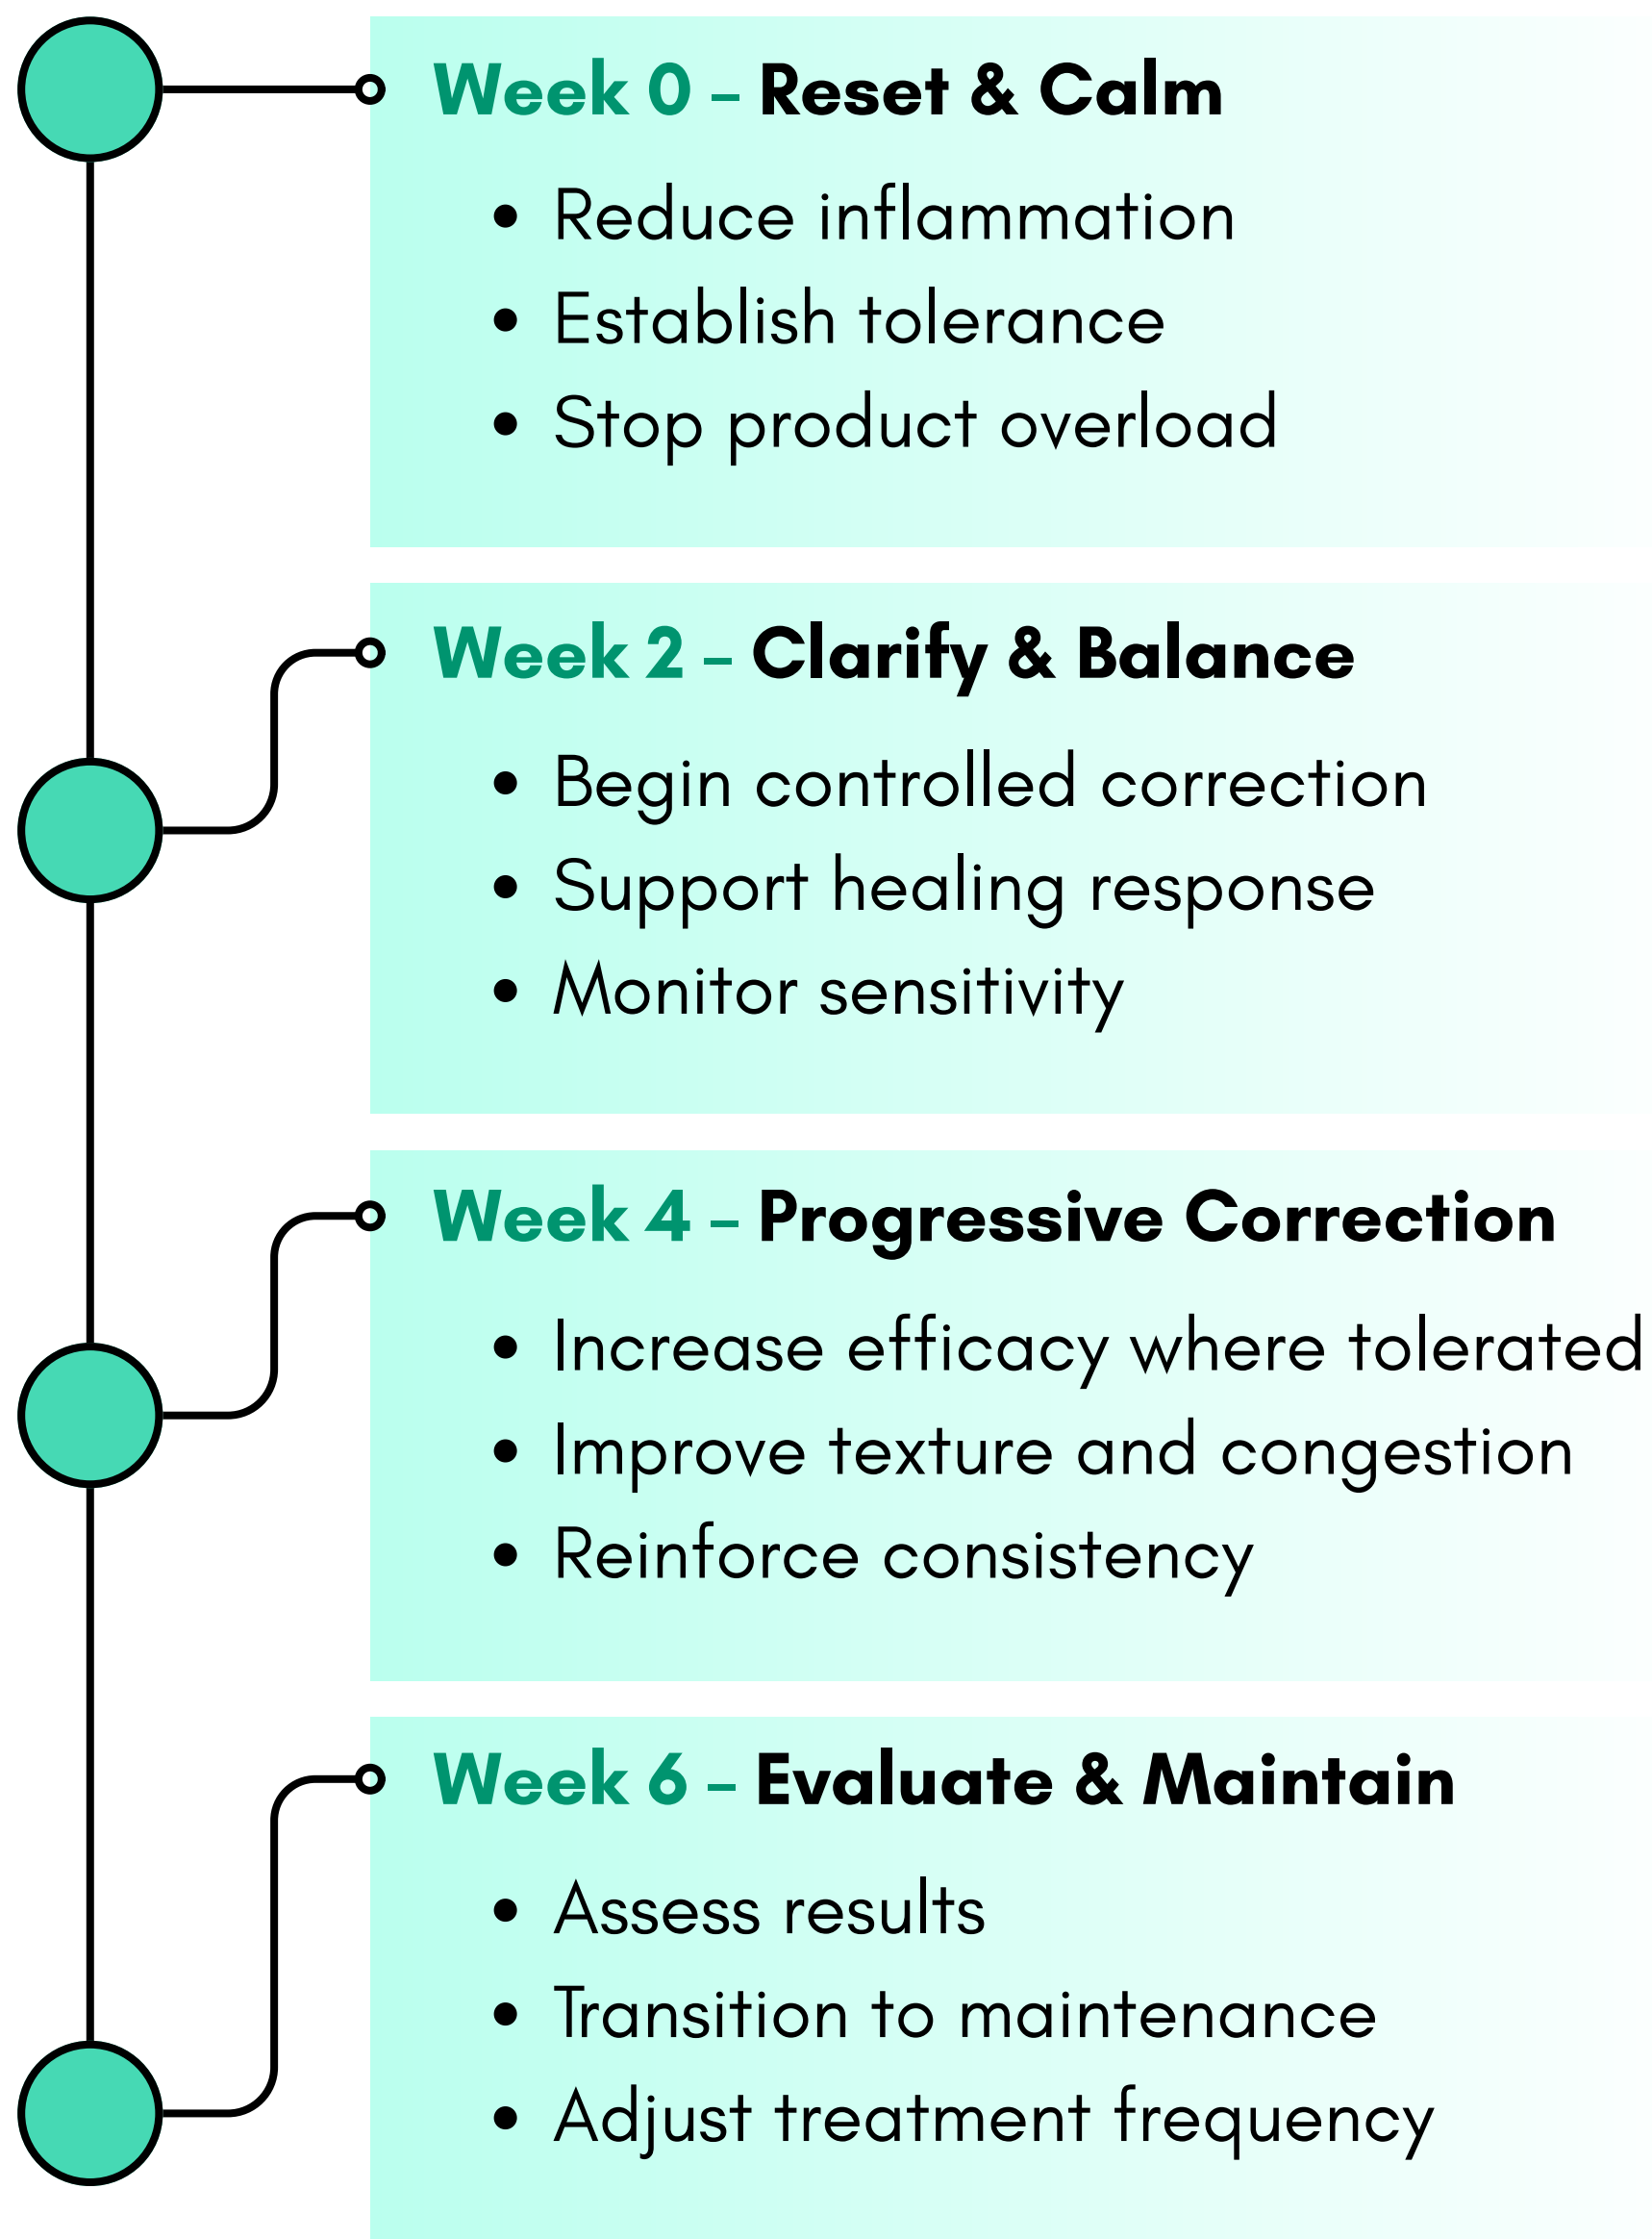 Week 0 – Reset & Calm
• Reduce inflammation
• Establish tolerance
• Stop product overload
Week 2 – Clarify & Balance
• Begin controlled correction
• Support healing response
• Monitor sensitivity
Week 4 – Progressive Correction
• Increase efficacy where tolerated
• Improve texture and congestion
• Reinforce consistency
Week 6 – Evaluate & Maintain
• Assess results
• Transition to maintenance
• Adjust treatment frequency